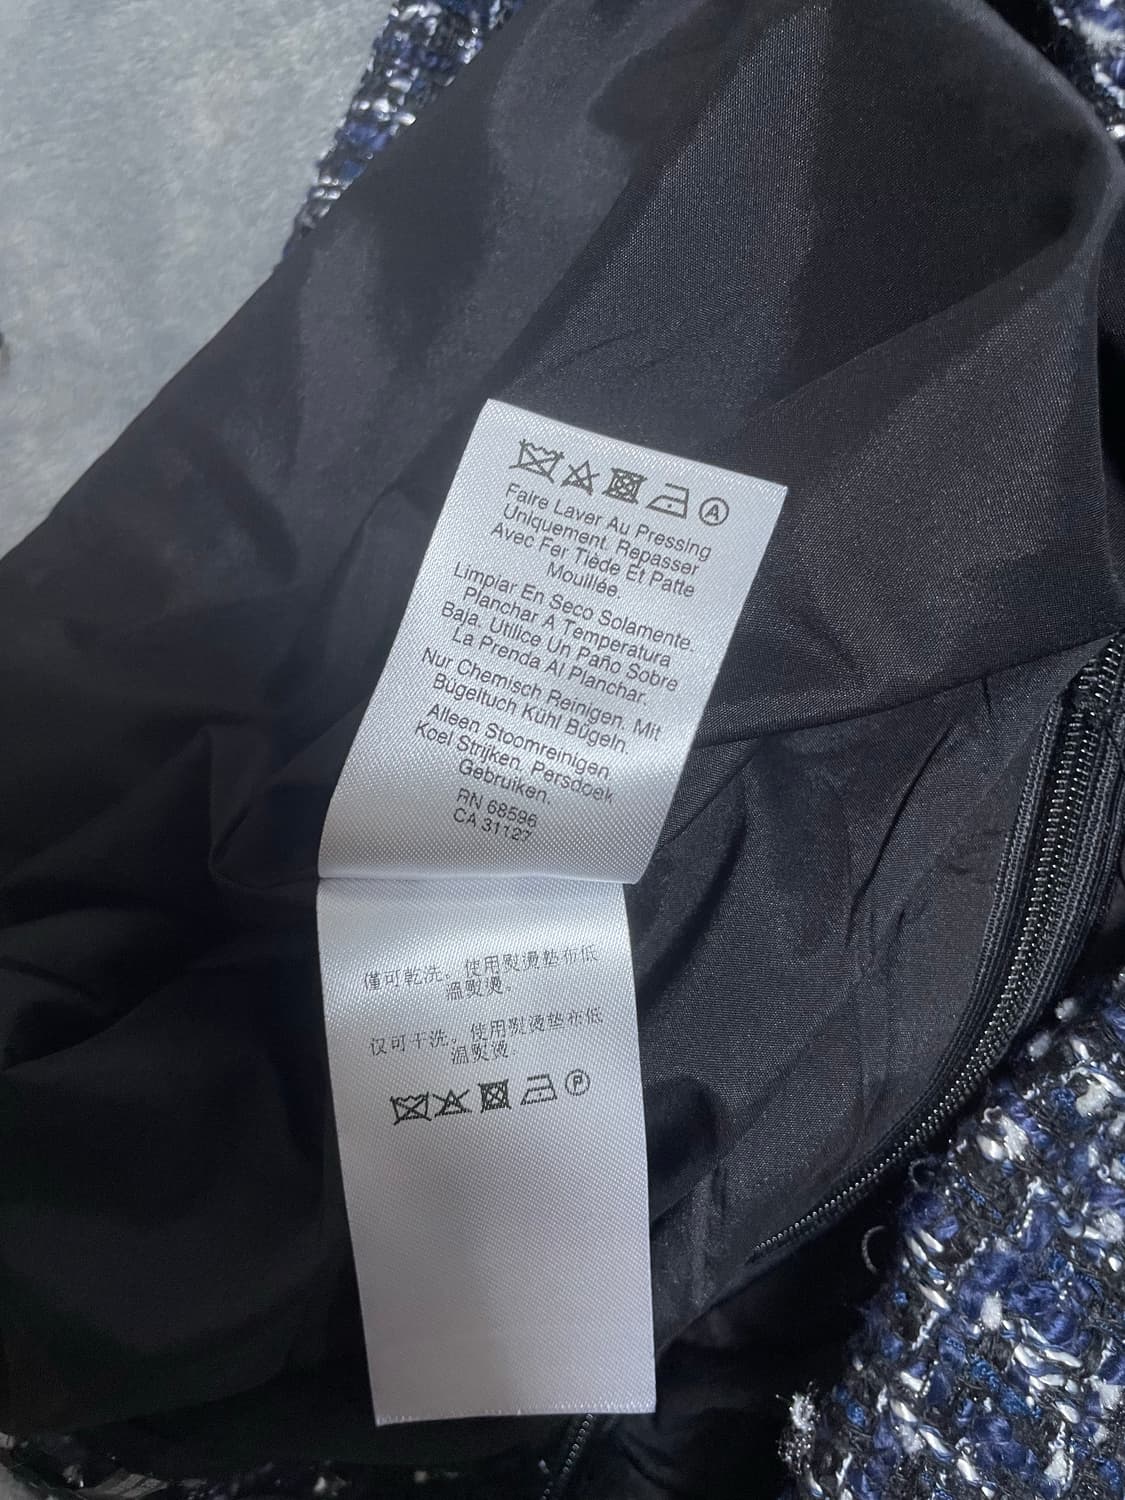 A
Faire Laver Au Pressing
Uniquement. Repasser
Avec Fer Tiède Et Patte
Mouillée.
Limpiar En Seco Solamente.
Planchar A Temperatura
Baja. Utilice Un Paño Sobre
La Prenda Al Planchar.
Nur Chemisch Reinigen. Mit
Bügeltuch Kühl Bügeln.
Alleen Stoomreinigen.
Koel Strijken. Persdoek
Gebruiken.
RN 68596
CA 31127
僅可乾洗。使用熨燙墊布低
溫熨燙。
仅可干洗。使用熨烫垫布低
温熨烫.
P